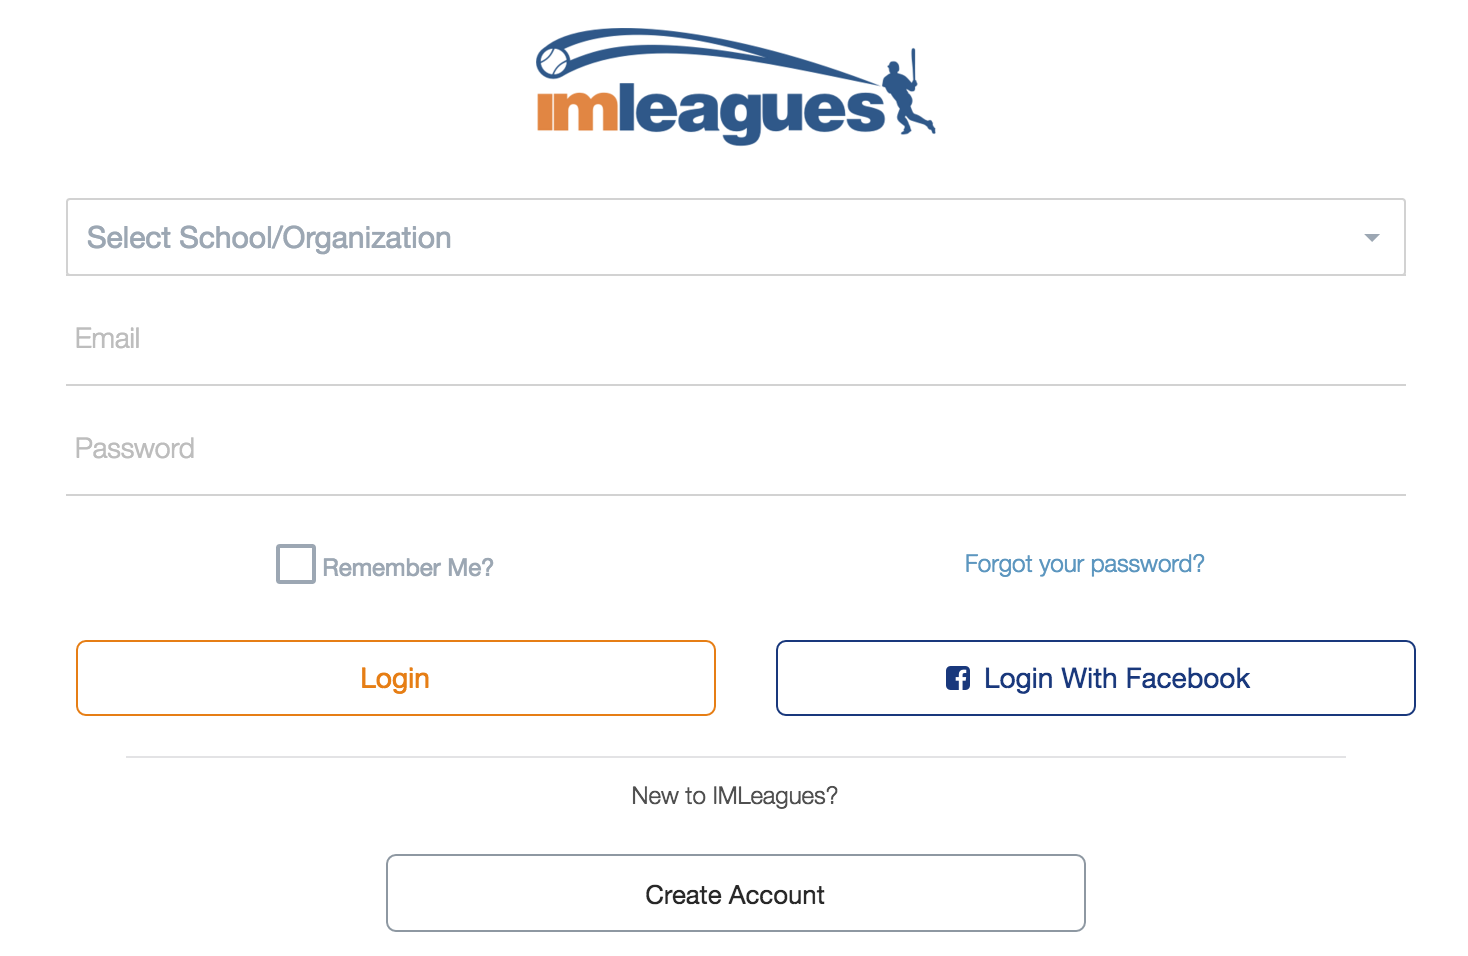 imleagues
Select School/Organization
Email
Password
Remember Me?
Forgot your password?
Login
Login With Facebook
New to IMLeagues?
Create Account